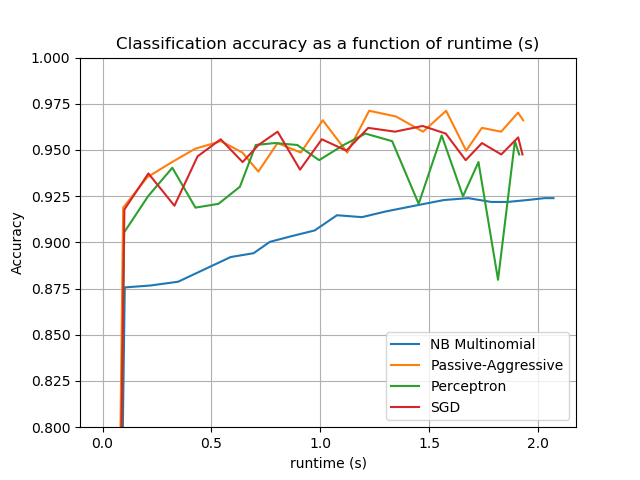 Classification accuracy as a function of runtime (s)
1.000
0.975
0.950
0.925
0.900
0.875
0.850
0.825
0.800
Accuracy
0.0 0.5 1.0 1.5 2.0
runtime (s)
NB Multinomial
Passive-Aggressive
Perceptron
SGD